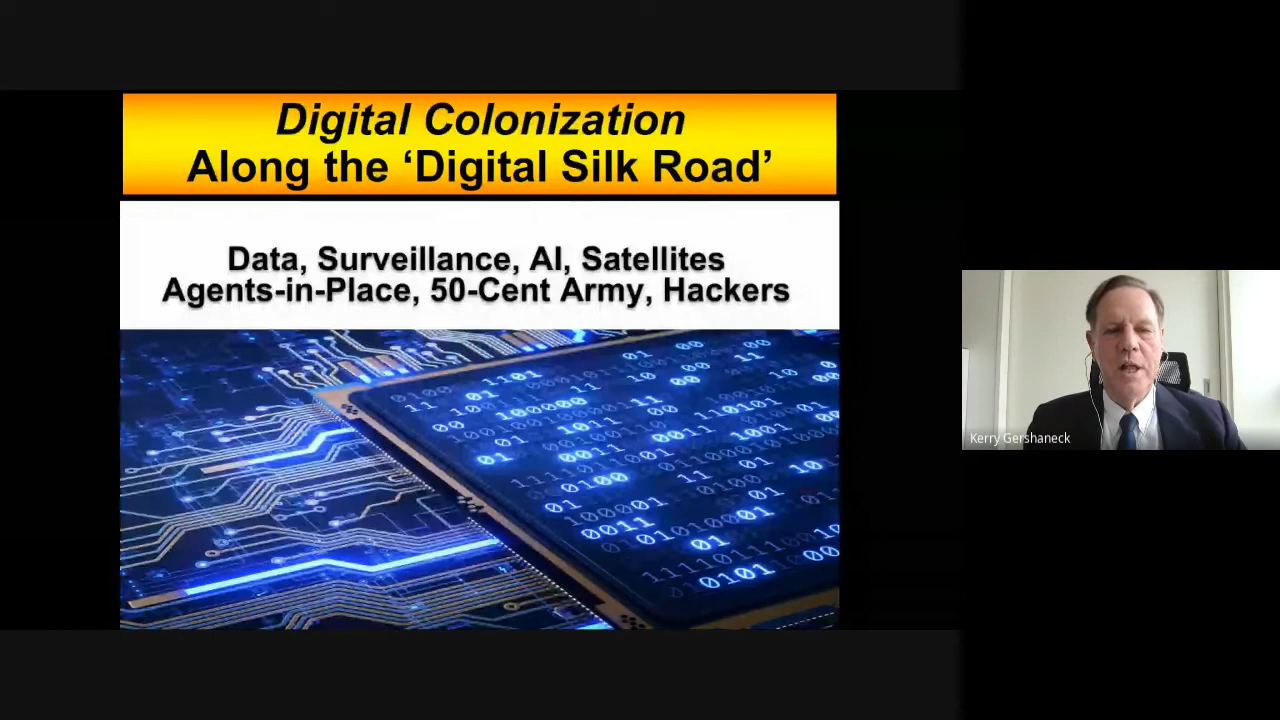 Digital Colonization
Along the ‘Digital Silk Road’
Data, Surveillance, AI, Satellites
Agents-in-Place, 50-Cent Army, Hackers
Kerry Gershaneck